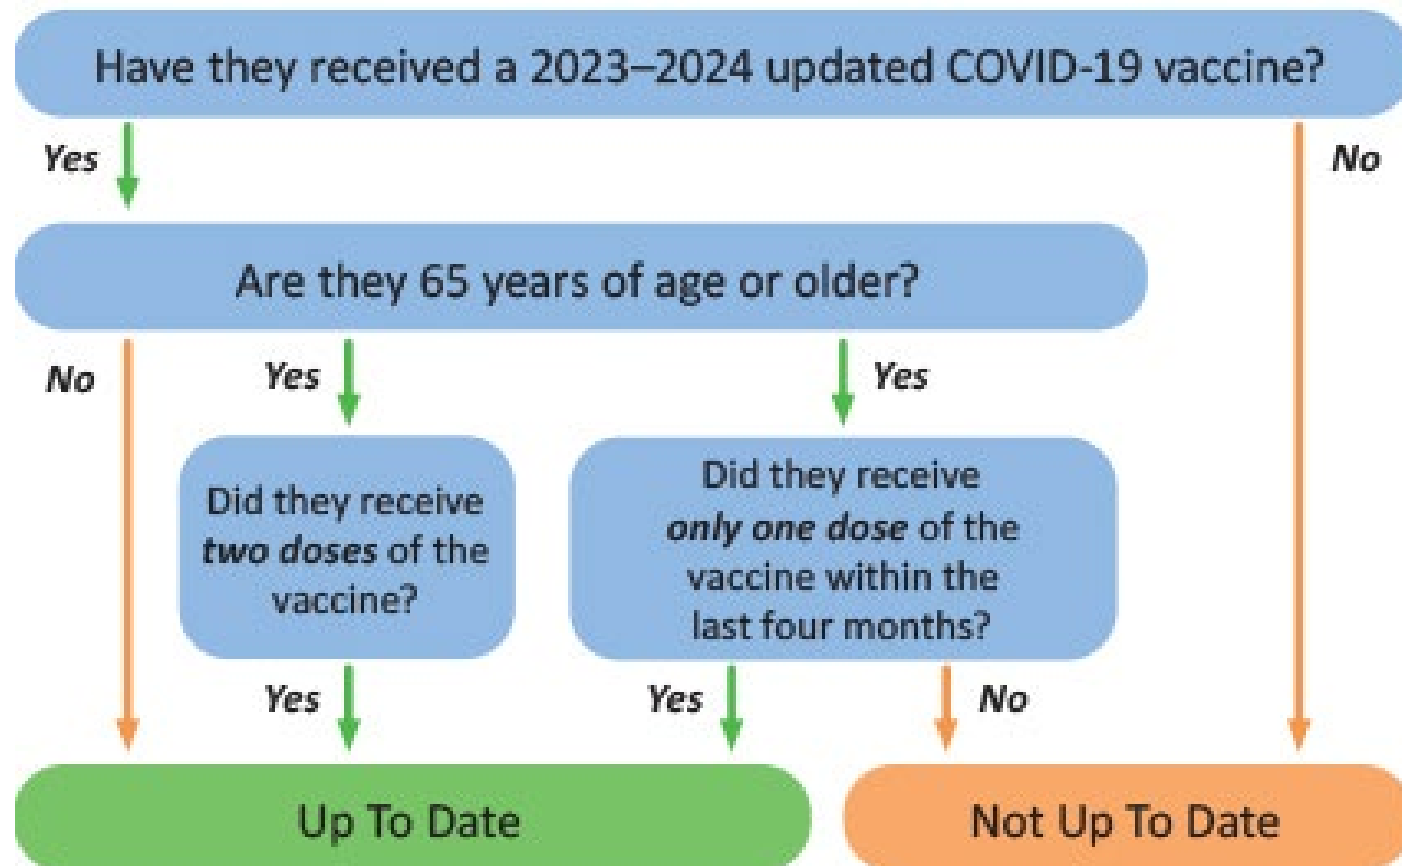 Have they received a 2023–2024 updated COVID-19 vaccine?
Yes
No
Are they 65 years of age or older?
No
Yes
Yes
Did they receive
two doses of the
vaccine?
Did they receive
only one dose of the
vaccine within the
last four months?
Yes
Yes
No
Up To Date
Not Up To Date